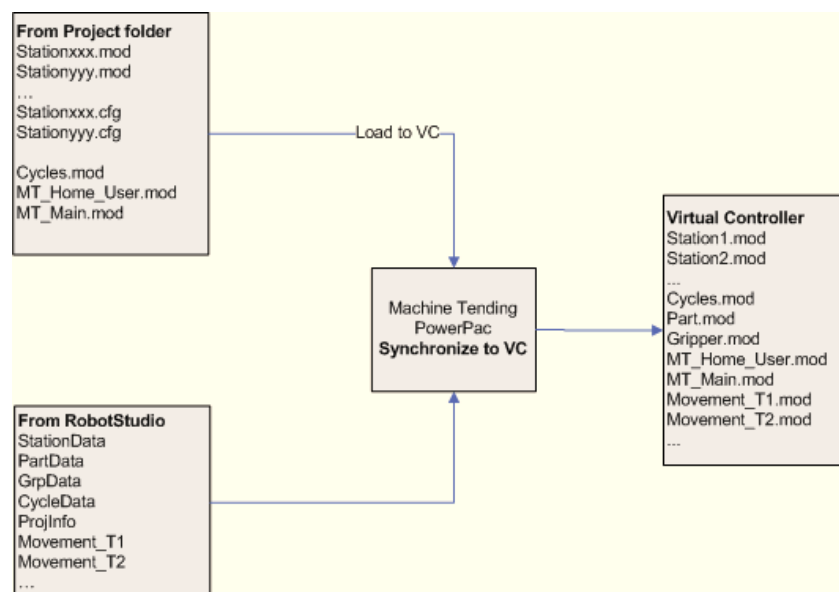 From Project folder
Stationxxx.mod
Stationyyy.mod
...
Stationxxx.cfg
Stationyyy.cfg
Cycles.mod
MT_Home_User.mod
MT_Main.mod
Load to VC
Machine Tending
PowerPac
Synchronize to VC
Virtual Controller
Station1.mod
Station2.mod
...
Cycles.mod
Part.mod
Gripper.mod
MT_Home_User.mod
MT_Main.mod
Movement_T1.mod
Movement_T2.mod
...
From RobotStudio
StationData
PartData
GrpData
CycleData
ProjInfo
Movement_T1
Movement_T2
...